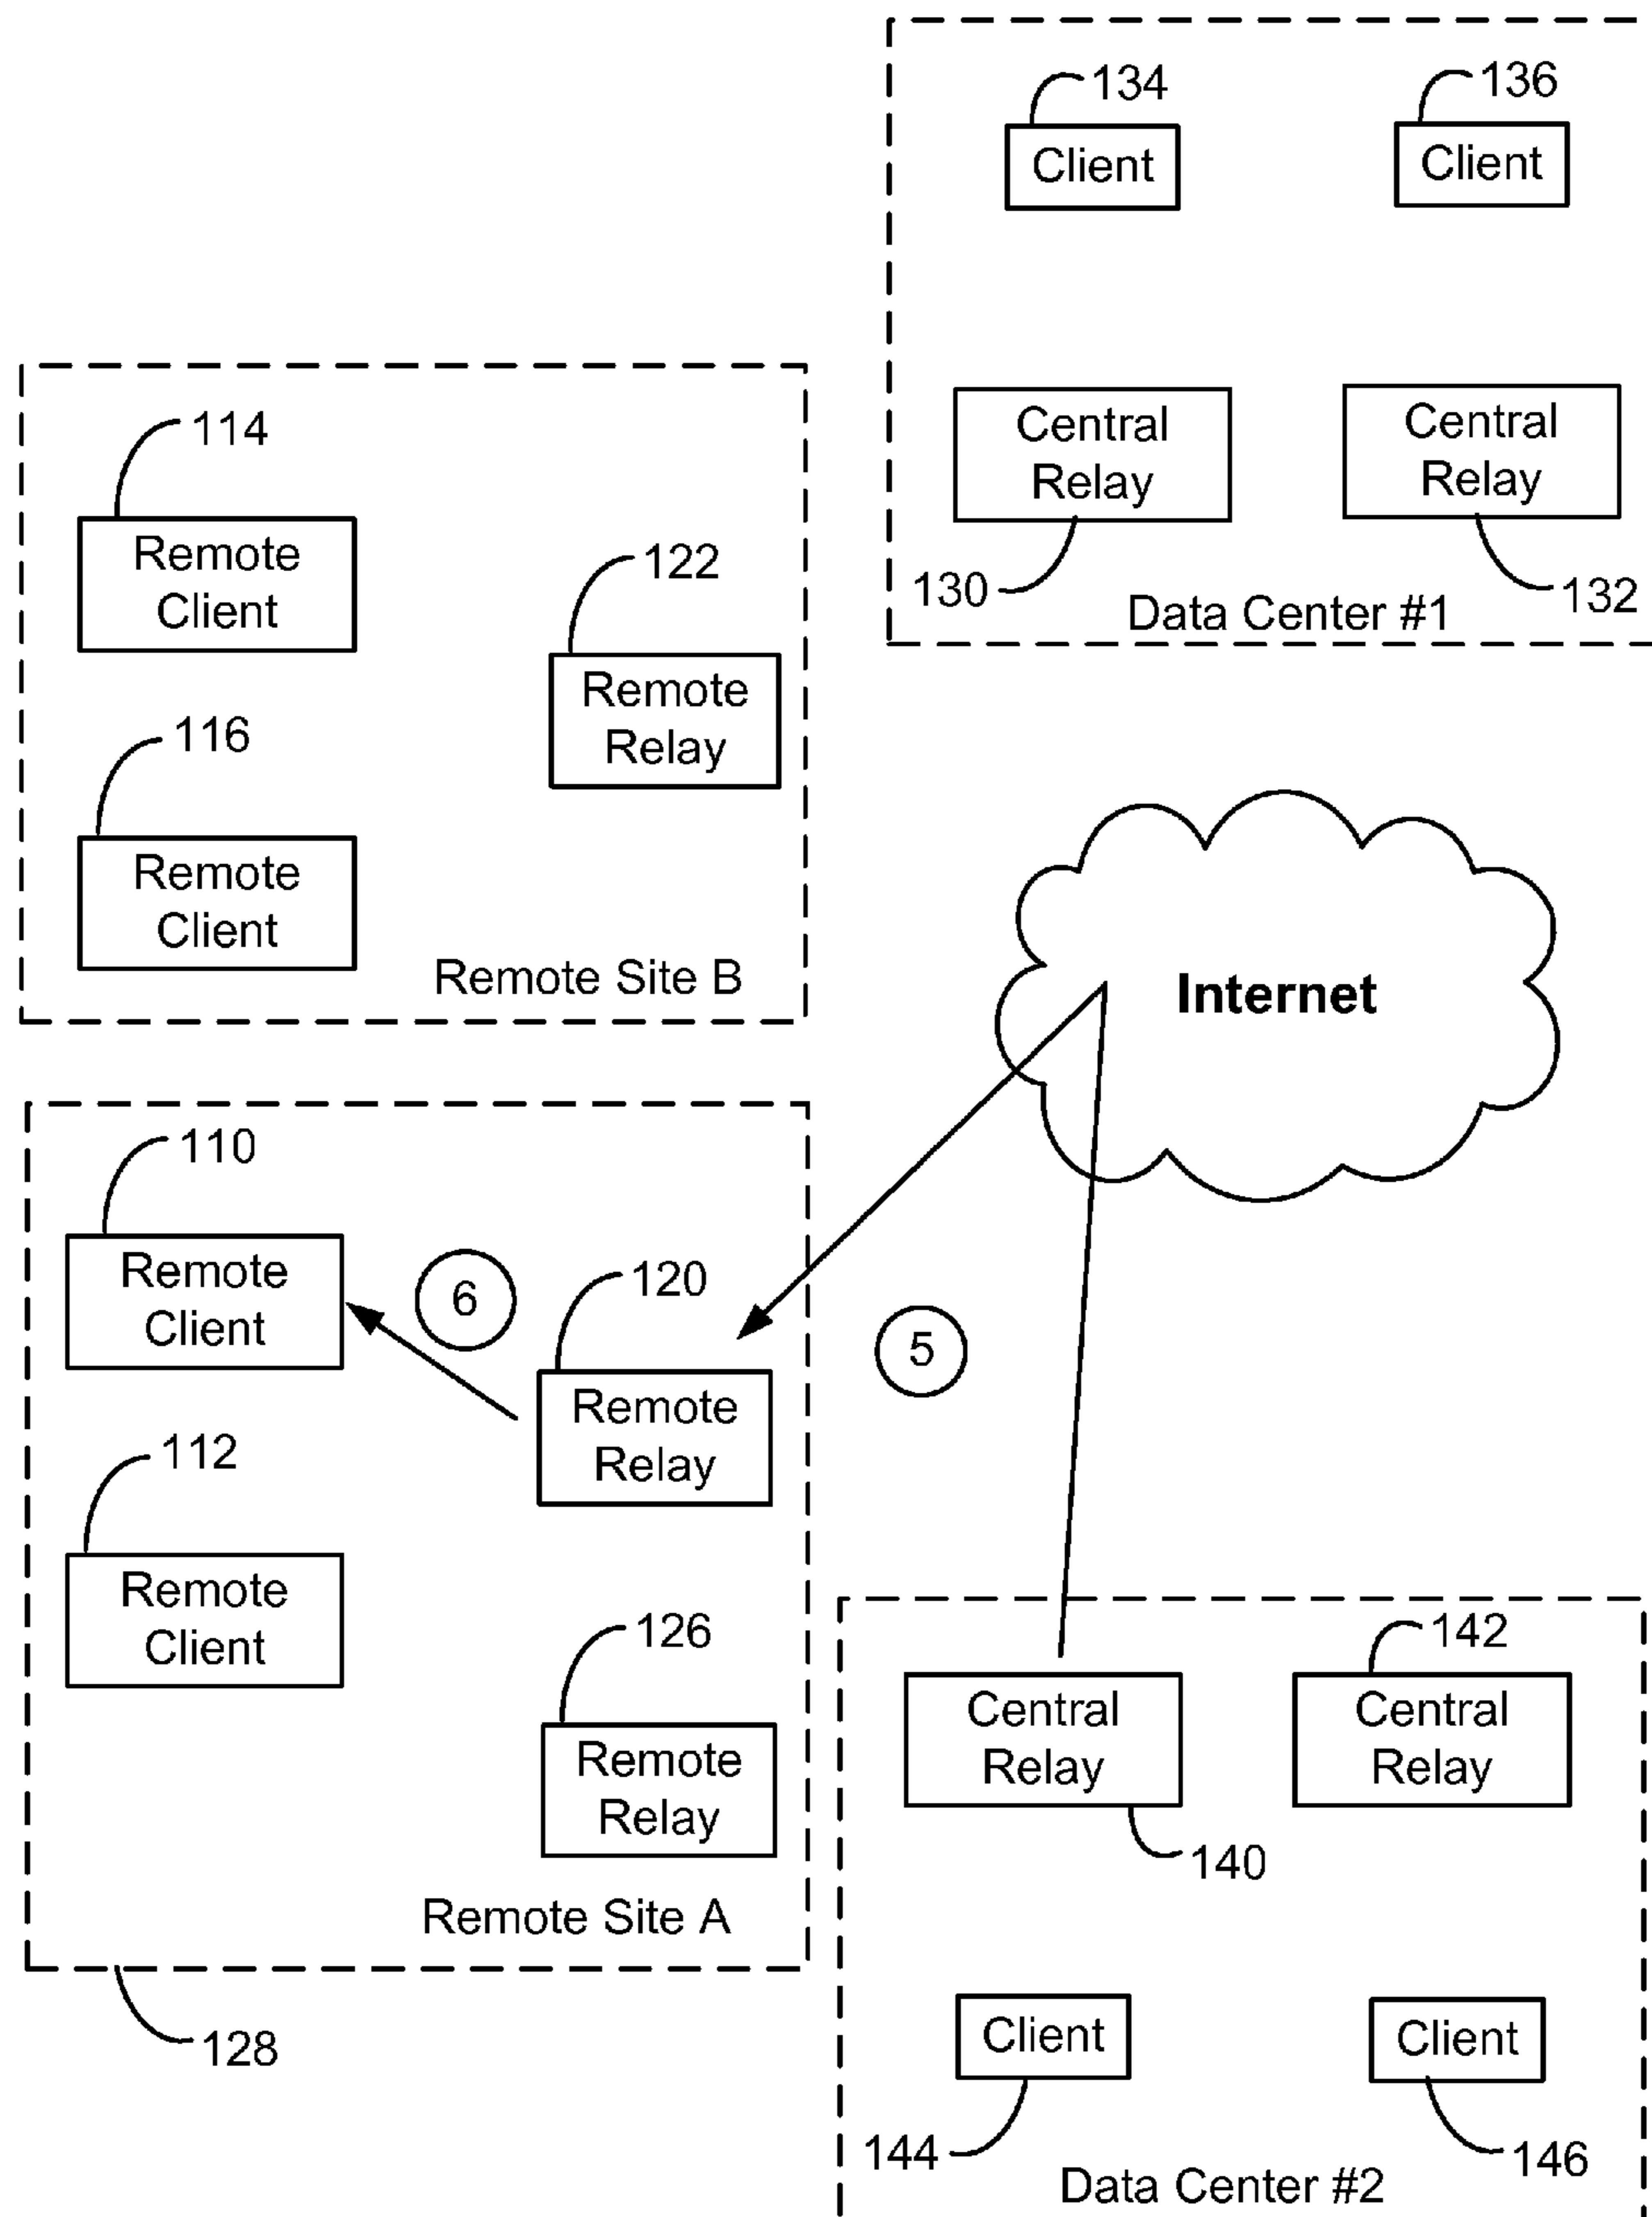 134
136
Client
Client
Central
Relay
Central
Relay
130
132
Data Center #1
114
Remote
Client
122
Remote
Relay
116
Remote
Client
Remote Site B
Internet
110
Remote
Client
6
120
Remote
Relay
5
112
Remote
Client
126
Remote
Relay
Remote Site A
128
142
Central
Relay
Central
Relay
140
Client
Client
144
146
Data Center #2